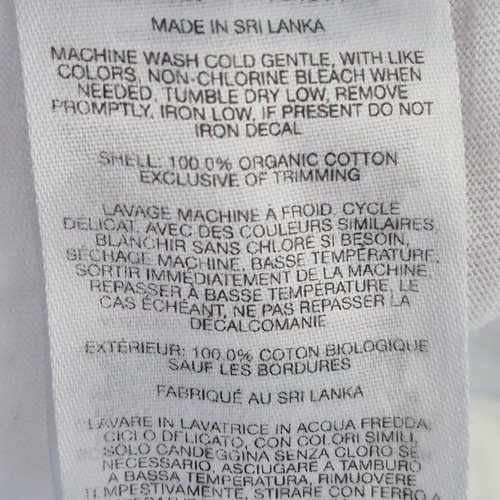 MADE IN SRI LANKA
MACHINE WASH COLD GENTLE, WITH LIKE
COLORS, NON-CHLORINE BLEACH WHEN
NEEDED, TUMBLE DRY LOW, REMOVE
PROMPTLY, IRON LOW, IF PRESENT DO NOT
IRON DECAL
SHELL: 100.0% ORGANIC COTTON
EXCLUSIVE OF TRIMMING
LAVAGE MACHINE À FROID, CYCLE
DÉLICAT, AVEC DES COULEURS SIMILAIRES,
BLANCHIR SANS CHLORE SI BESOIN,
SÉCHAGE MACHINE, BASSE TEMPÉRATURE.
SORTIR IMMÉDIATEMENT DE LA MACHINE.
REPASSER À BASSE TEMPÉRATURE, LE
CAS ÉCHÉANT, NE PAS REPASSER LA
DÉCALCOMANIE
EXTÉRIEUR: 100.0% COTON BIOLOGIQUE
SAUF LES BORDURES
FABRIQUÉ AU SRI LANKA
LAVARE IN LAVATRICE IN ACQUA FREDDA,
CICLO DELICATO, CON COLORI SIMILI,
SOLO CANDEGGINA SENZA CLORO SE
NECESSARIO, ASCIUGARE A TAMBURO
A BASSA TEMPERATURA, RIMUOVERE
TEMPESTIVAMENTE, STIRARE CON FERRO